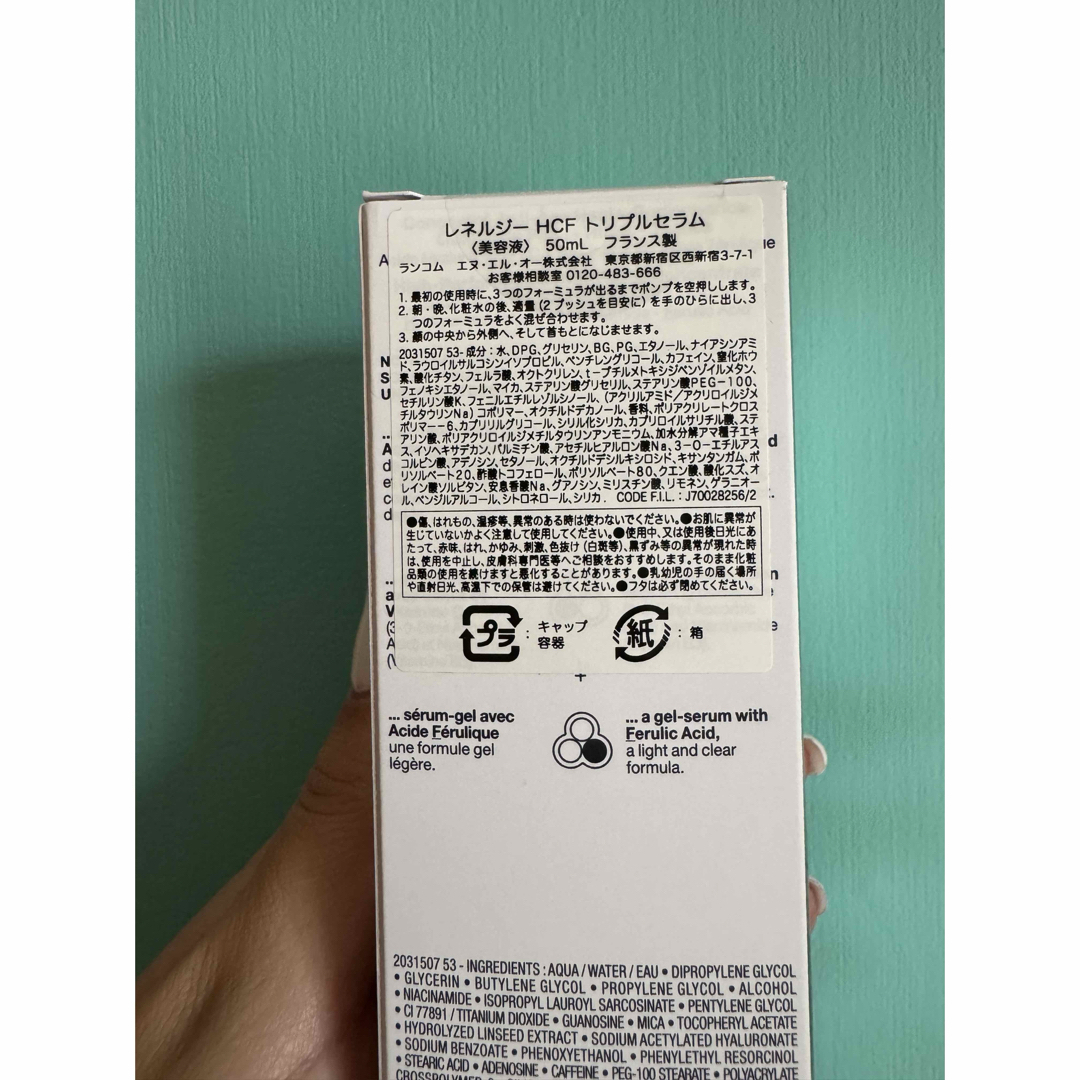 レネルジー HCF トリプルセラム
〈美容液〉 50mL フランス製
ランコム エヌ・エル・オー株式会社 東京都新宿区西新宿3-7-1
お客様相談室 0120-483-666
1. 最初の使用時に、3つのフォーミュラが出るまでポンプを空押しします。
2. 朝・晩、化粧水の後、適量（2 プッシュを目安に）を手のひらに出し、3
つのフォーミュラをよく混ぜ合わせます。
3. 顔の中央から外側へ、そして首もとになじませます。
2031507 53- 成分：水、DPG、グリセリン、BG、PG、エタノール、ナイアシンアミ
ド、ラウロイルサルコシンイソプロピル、ペンチレングリコール、カフェイン、窒化ホウ
素、酸化チタン、フェルラ酸、オクトクリレン、t－ブチルメトキシジベンゾイルメタン、
フェノキシエタノール、マイカ、ステアリン酸グリセリル、ステアリン酸PEG－100、
セチルリン酸K、フェニルエチルレゾルシノール、（アクリルアミド／アクリロイルジメ
チルタウリンNa）コポリマー、オクチルドデカノール、香料、ポリアクリレートクロス
ポリマー－6、カプリリルグリコール、シリル化シリカ、カプリロイルサリチル酸、ステ
アリン酸、ポリアクリロイルジメチルタウリンアンモニウム、加水分解アマ種子エキ
ス、イソヘキサデカン、パルミチン酸、アセチルヒアルロン酸Na、3－O－エチルアス
コルビン酸、アデノシン、セタノール、オクチルドデシルキシロシド、キサンタンガム、ポ
リソルベート20、酢酸トコフェロール、ポリソルベート80、クエン酸、酸化スズ、オ
レイン酸ソルビタン、安息香酸Na、グアノシン、ミリスチン酸、リモネン、ゲラニオー
ル、ベンジルアルコール、シトロネロール、シリカ . CODE F.I.L. : J70028256/2
●傷、はれもの、湿疹等、異常のある時は使わないでください。●お肌に異常が
生じていないかよく注意して使用してください。●使用中、又は使用後日光にあ
たって、赤味、はれ、かゆみ、刺激、色抜け（白斑等）、黒ずみ等の異常が現れた時
は、使用を中止し、皮膚科専門医等へご相談をおすすめします。そのまま化粧
品類の使用を続けますと悪化することがあります。●乳幼児の手の届く場所
や直射日光、高温下での保管は避けてください。●フタは必ず閉めてください。
プラ : キャップ
容器
紙 : 箱
+
... sérum-gel avec
Acide Férulique
une formule gel
légère.
... a gel-serum with
Ferulic Acid,
a light and clear
formula.
2031507 53 - INGREDIENTS : AQUA / WATER / EAU • DIPROPYLENE GLYCOL
• GLYCERIN • BUTYLENE GLYCOL • PROPYLENE GLYCOL • ALCOHOL
• NIACINAMIDE • ISOPROPYL LAUROYL SARCOSINATE • PENTYLENE GLYCOL
• CI 77891 / TITANIUM DIOXIDE • GUANOSINE • MICA • TOCOPHERYL ACETATE
• HYDROLYZED LINSEED EXTRACT • SODIUM ACETYLATED HYALURONATE
• SODIUM BENZOATE • PHENOXYETHANOL • PHENYLETHYL RESORCINOL
• STEARIC ACID • ADENOSINE • CAFFEINE • PEG-100 STEARATE • POLYACRYLATE
CROSSPOLYMER